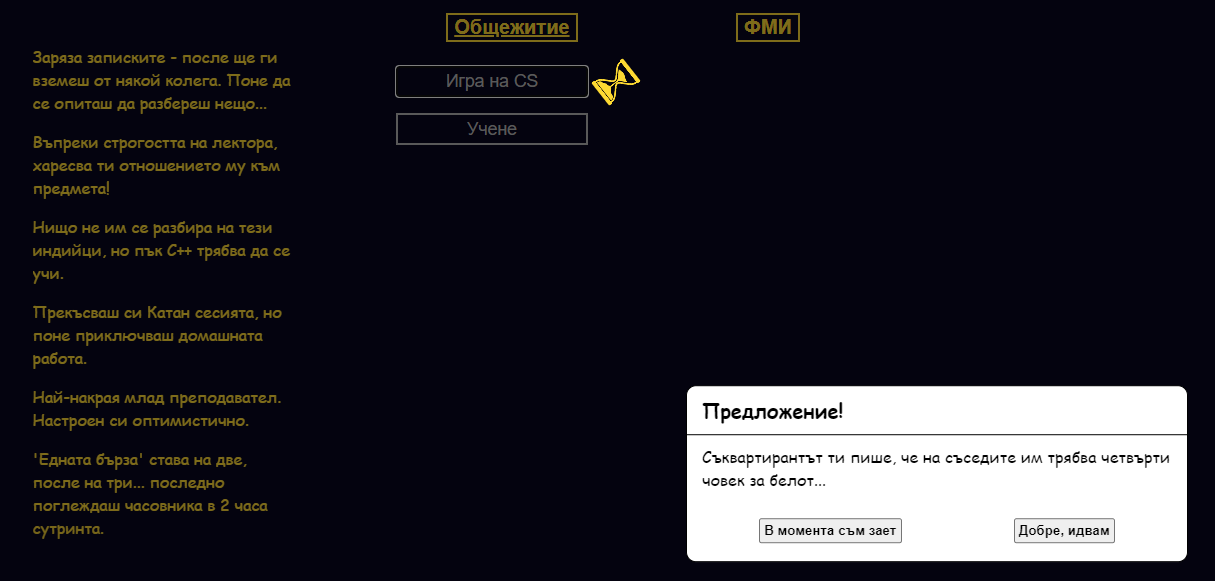 Общежитие
ФМИ
Заряза записките - после ще ги
вземеш от някой колега. Поне да
се опиташ да разбереш нещо...
Въпреки строгостта на лектора,
харесва ти отношението му към
предмета!
Нищо не им се разбира на тези
индийци, но пък C++ трябва да се
учи.
Прекъсваш си Катан сесията, но
поне приключваш домашната
работа.
Най-накрая млад преподавател.
Настроен си оптимистично.
'Едната бърза' става на две,
после на три... последно
поглеждаш часовника в 2 часа
сутринта.
Игра на CS
Учене
Предложение!
Съквартирантът ти пише, че на съседите им трябва четвърти
човек за белот...
В момента съм зает
Добре, идвам